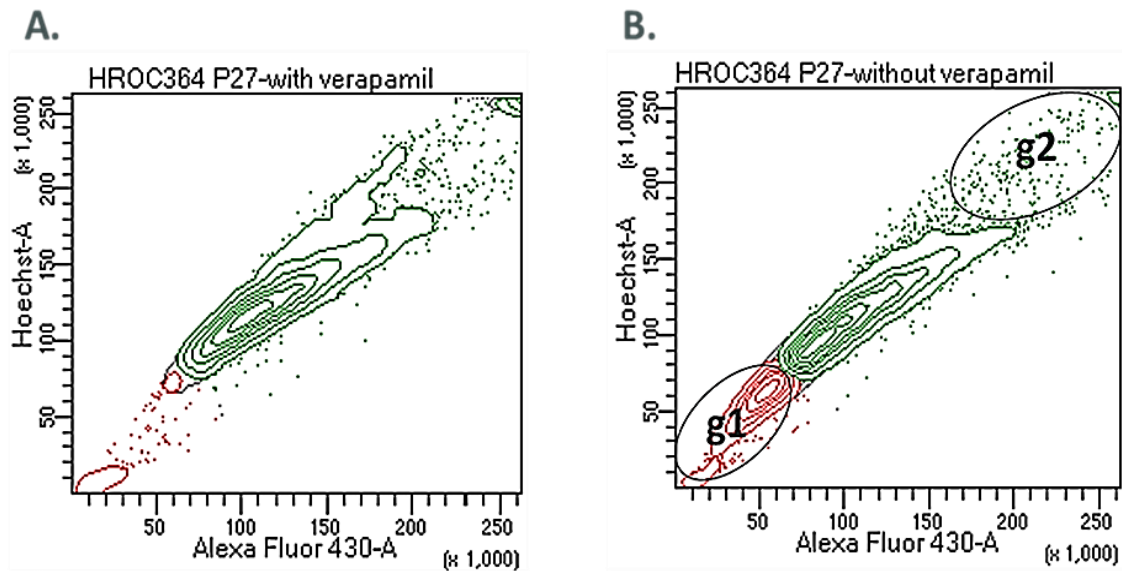 A.
HROC364 P27-with verapamil
(x 1,000)
250
200
150
100
50
Hoechst-A
50 100 150 200 250
Alexa Fluor 430-A
(x 1,000)
B.
HROC364 P27-without verapamil
(x 1,000)
250
200
150
100
50
Hoechst-A
g2
g1
50 100 150 200 250
Alexa Fluor 430-A
(x 1,000)